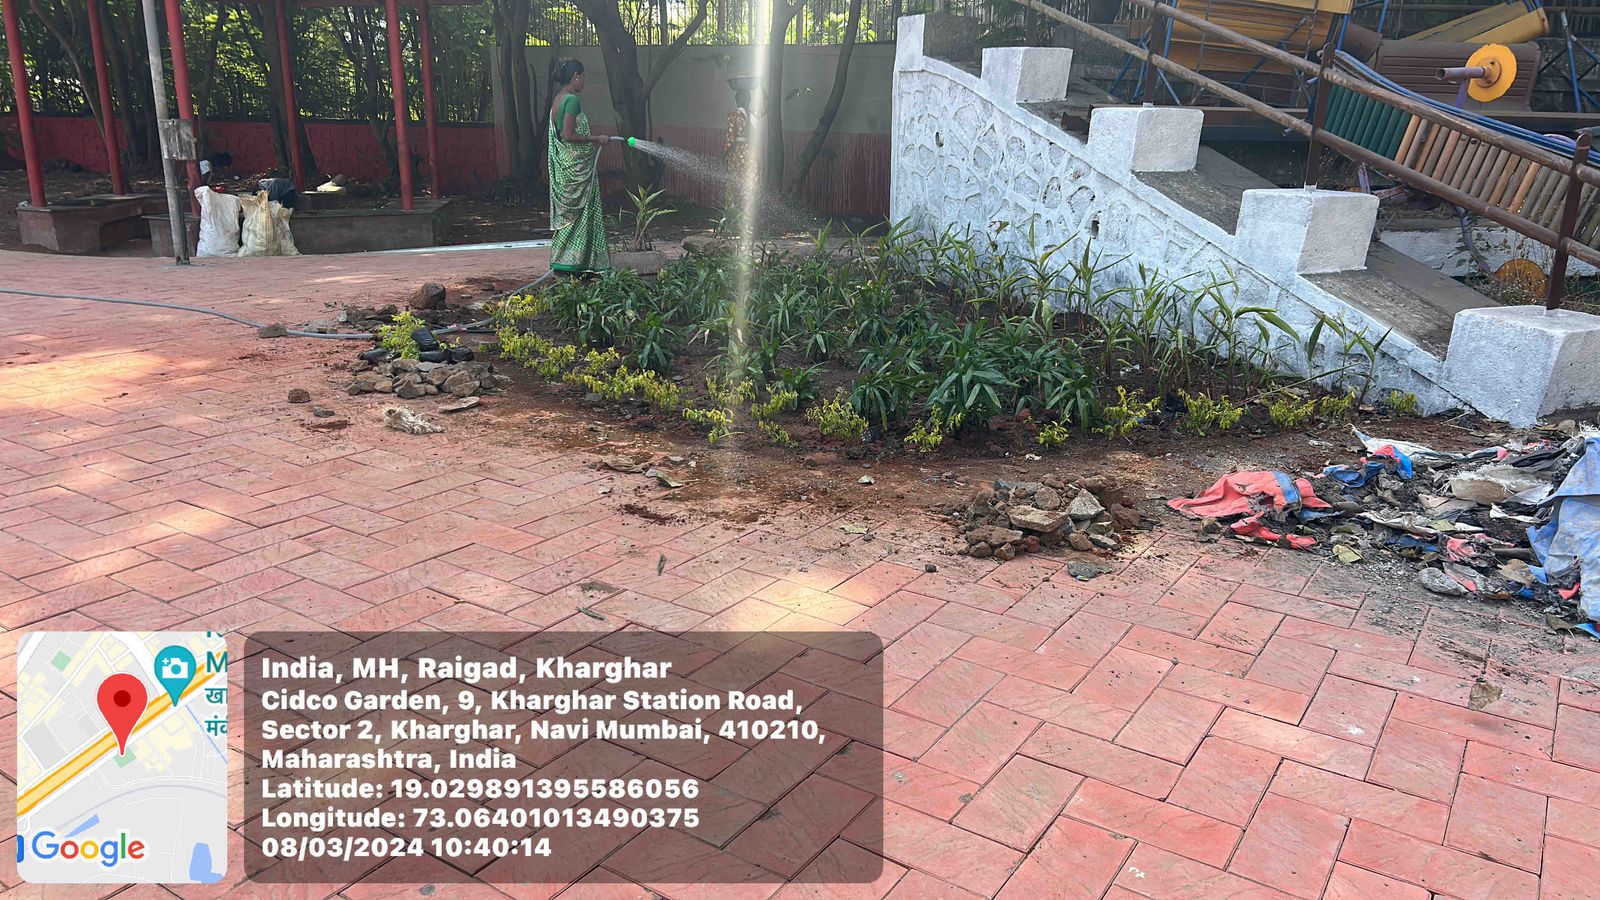 India, MH, Raigad, Kharghar
Cidco Garden, 9, Kharghar Station Road,
Sector 2, Kharghar, Navi Mumbai, 410210,
Maharashtra, India
Latitude: 19.029891395586056
Longitude: 73.06401013490375
08/03/2024 10:40:14
Google